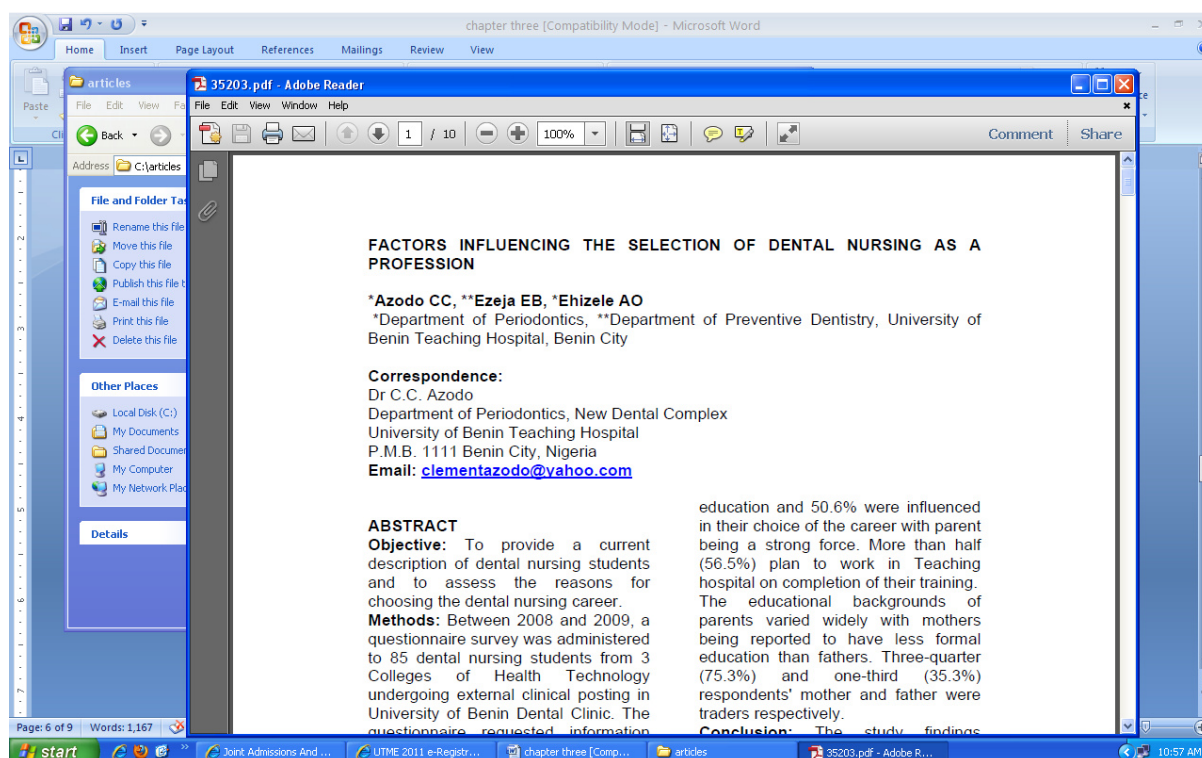 chapter three [Compatibility Mode] - Microsoft Word
Home Insert Page Layout References Mailings Review View
Paste
articles
File Edit View
Back
Address C:\articles
File and Folder Tas
Rename this file
Move this file
Copy this file
Publish this file t
E-mail this file
Print this file
Delete this file
Other Places
Local Disk (C:)
My Documents
Shared Documen
My Computer
My Network Plac
Details
35203.pdf - Adobe Reader
File Edit View Window Help
1 / 10 100% Comment Share
FACTORS INFLUENCING THE SELECTION OF DENTAL NURSING AS A
PROFESSION
*Azodo CC, **Ezeja EB, *Ehizele AO
*Department of Periodontics, **Department of Preventive Dentistry, University of
Benin Teaching Hospital, Benin City
Correspondence:
Dr C.C. Azodo
Department of Periodontics, New Dental Complex
University of Benin Teaching Hospital
P.M.B. 1111 Benin City, Nigeria
Email: clementazodo@yahoo.com
ABSTRACT
Objective: To provide a current
description of dental nursing students
and to assess the reasons for
choosing the dental nursing career.
Methods: Between 2008 and 2009, a
questionnaire survey was administered
to 85 dental nursing students from 3
Colleges of Health Technology
undergoing external clinical posting in
University of Benin Dental Clinic. The
questionnaire requested information
education and 50.6% were influenced
in their choice of the career with parent
being a strong force. More than half
(56.5%) plan to work in Teaching
hospital on completion of their training.
The educational backgrounds of
parents varied widely with mothers
being reported to have less formal
education than fathers. Three-quarter
(75.3%) and one-third (35.3%)
respondents' mother and father were
traders respectively.
Conclusion: The study findings
Page: 6 of 9 Words: 1,167
start Joint Admissions And ... UTME 2011 e-Registr... chapter three [Comp... articles 35203.pdf - Adobe R... 10:57 AM